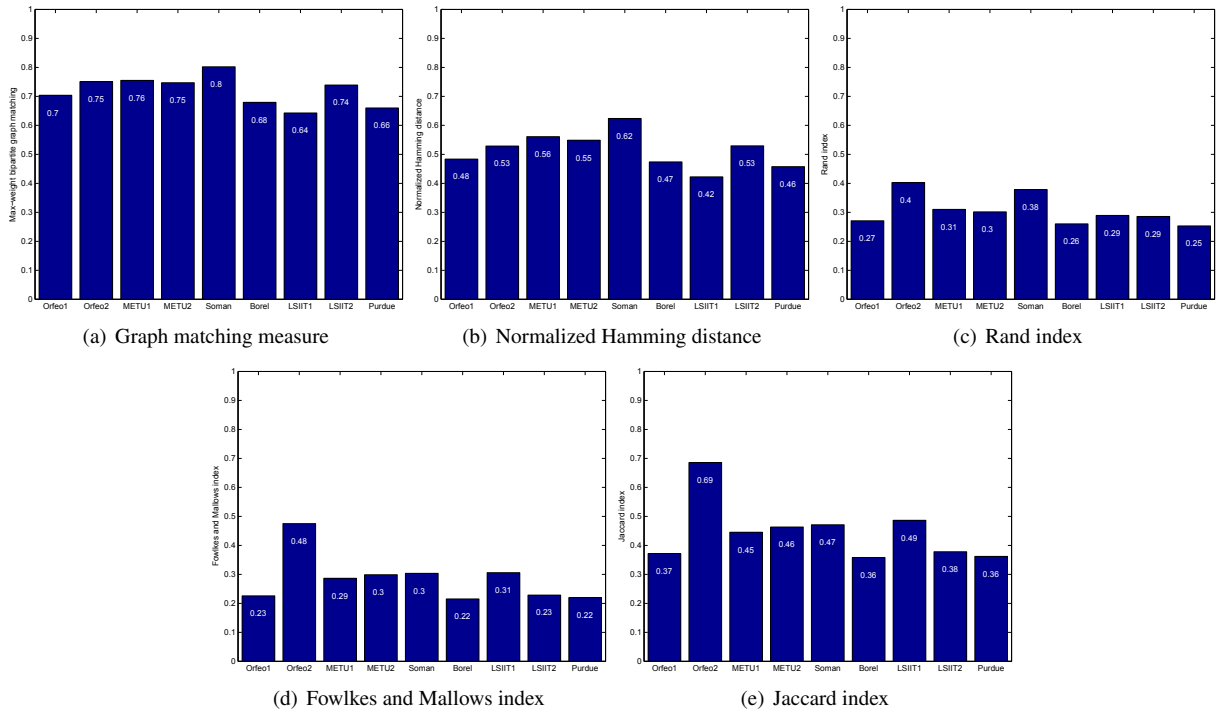 Max−weight bipartite graph matching
1
0.9
0.8
0.7
0.6
0.5
0.4
0.3
0.2
0.1
0
0.7 0.75 0.76 0.75 0.8 0.68 0.64 0.74 0.66
Orfeo1 Orfeo2 METU1 METU2 Soman Borel LSIIT1 LSIIT2 Purdue
(a) Graph matching measure
Normalized Hamming distance
1
0.9
0.8
0.7
0.6
0.5
0.4
0.3
0.2
0.1
0
0.48 0.53 0.56 0.55 0.62 0.47 0.42 0.53 0.46
Orfeo1 Orfeo2 METU1 METU2 Soman Borel LSIIT1 LSIIT2 Purdue
(b) Normalized Hamming distance
Rand index
1
0.9
0.8
0.7
0.6
0.5
0.4
0.3
0.2
0.1
0
0.27 0.4 0.31 0.3 0.38 0.26 0.29 0.29 0.25
Orfeo1 Orfeo2 METU1 METU2 Soman Borel LSIIT1 LSIIT2 Purdue
(c) Rand index
Fowlkes and Mallows index
1
0.9
0.8
0.7
0.6
0.5
0.4
0.3
0.2
0.1
0
0.23 0.48 0.29 0.3 0.3 0.22 0.31 0.23 0.22
Orfeo1 Orfeo2 METU1 METU2 Soman Borel LSIIT1 LSIIT2 Purdue
(d) Fowlkes and Mallows index
Jaccard index
1
0.9
0.8
0.7
0.6
0.5
0.4
0.3
0.2
0.1
0
0.37 0.69 0.45 0.46 0.47 0.36 0.49 0.38 0.36
Orfeo1 Orfeo2 METU1 METU2 Soman Borel LSIIT1 LSIIT2 Purdue
(e) Jaccard index